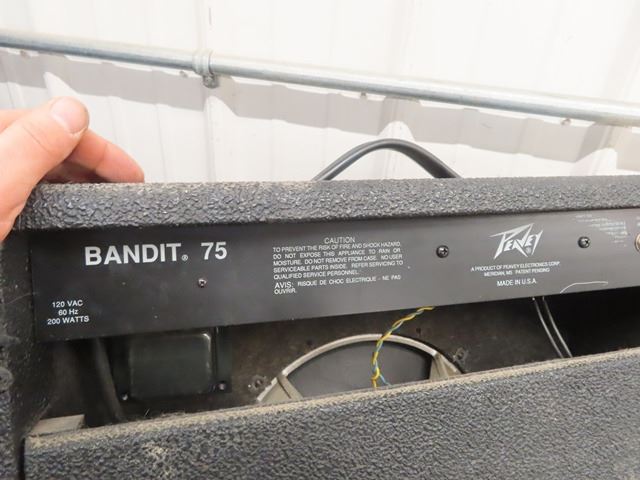 BANDIT® 75
CAUTION
TO PREVENT THE RISK OF FIRE AND SHOCK HAZARD,
DO NOT EXPOSE THIS APPLIANCE TO RAIN OR
MOISTURE. DO NOT REMOVE FROM CASE. NO USER
SERVICEABLE PARTS INSIDE. REFER SERVICING TO
QUALIFIED SERVICE PERSONNEL.
AVIS: RISQUE DE CHOC ELECTRIQUE - NE PAS
OUVRIR.
PEAVEY®
A PRODUCT OF PEAVEY ELECTRONICS CORP.
MERIDIAN, MS PATENT PENDING
MADE IN U.S.A.
120 VAC
60 Hz
200 WATTS